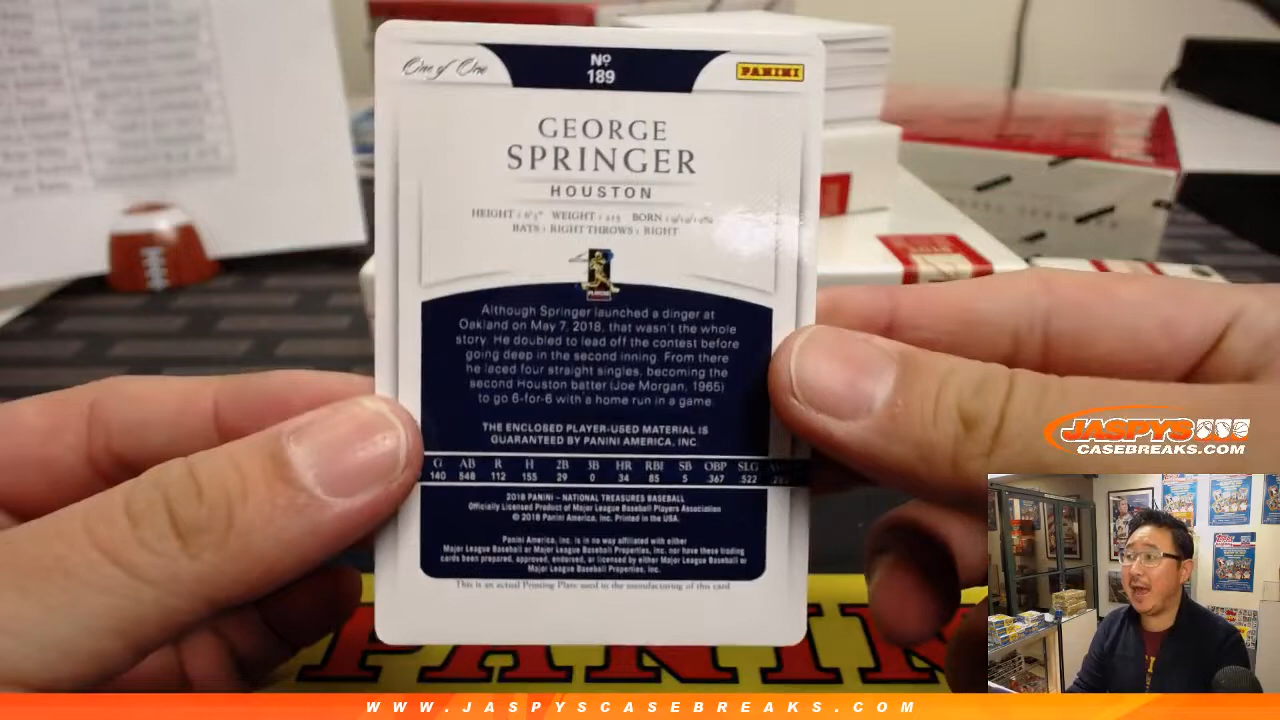 One of One
No
189
PANINI
GEORGE
SPRINGER
HOUSTON
HEIGHT : 6'3" WEIGHT : 215 BORN :
BATS : RIGHT THROWS : RIGHT
Although Springer launched a dinger at
Oakland on May 7, 2018, that wasn't the whole
story. He doubled to lead off the contest before
going deep in the second inning. From there
he laced four straight singles, becoming the
second Houston batter (Joe Morgan, 1965)
to go 6-for-6 with a home run in a game.
THE ENCLOSED PLAYER-USED MATERIAL IS
GUARANTEED BY PANINI AMERICA, INC
G AB R H 2B 3B HR RBI SB OBP SLG
140 548 112 155 29 0 34 85 5 .367 .522
2018 PANINI – NATIONAL TREASURES BASEBALL
Officially Licensed Product of Major League Baseball Players Association
© 2018 Panini America, Inc. Printed in the USA.
Panini America, Inc. is in no way affiliated with either
Major League Baseball or Major League Baseball Properties, Inc. nor have these trading
cards been prepared, approved, endorsed, or licensed by either Major League Baseball or
Major League Baseball Properties, Inc.
This is an actual Printing Plate used in the manufacturing of this card
PANINI
JASPYS
CASEBREAKS.COM
WWW.JASPYSCASEBREAKS.COM